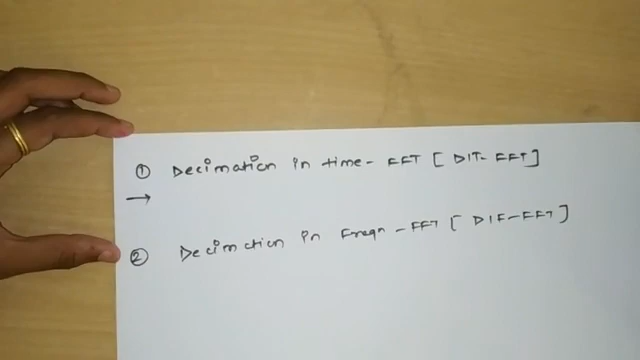 ① Decimation in time - FFT [ DIT - FFT ]
→
② Decimation in Freqn - FFT [ DIF - FFT ]